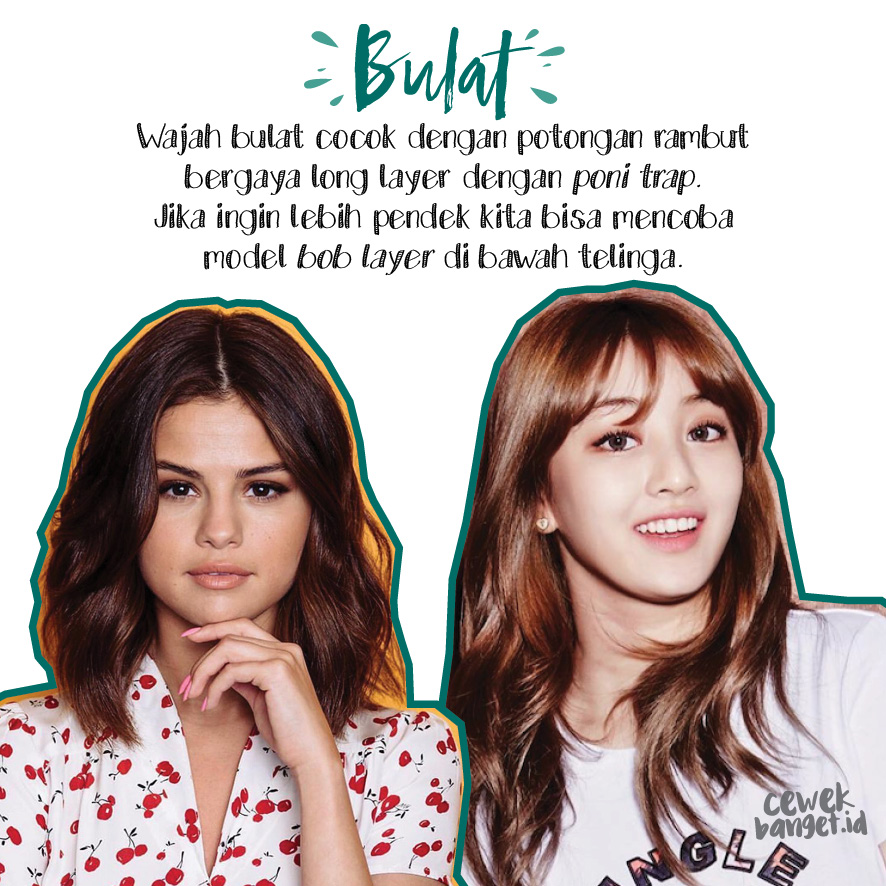 Bulat
Wajah bulat cocok dengan potongan rambut
bergaya long layer dengan poni trap.
Jika ingin lebih pendek kita bisa mencoba
model bob layer di bawah telinga.
cewek
banget.id
NGLE